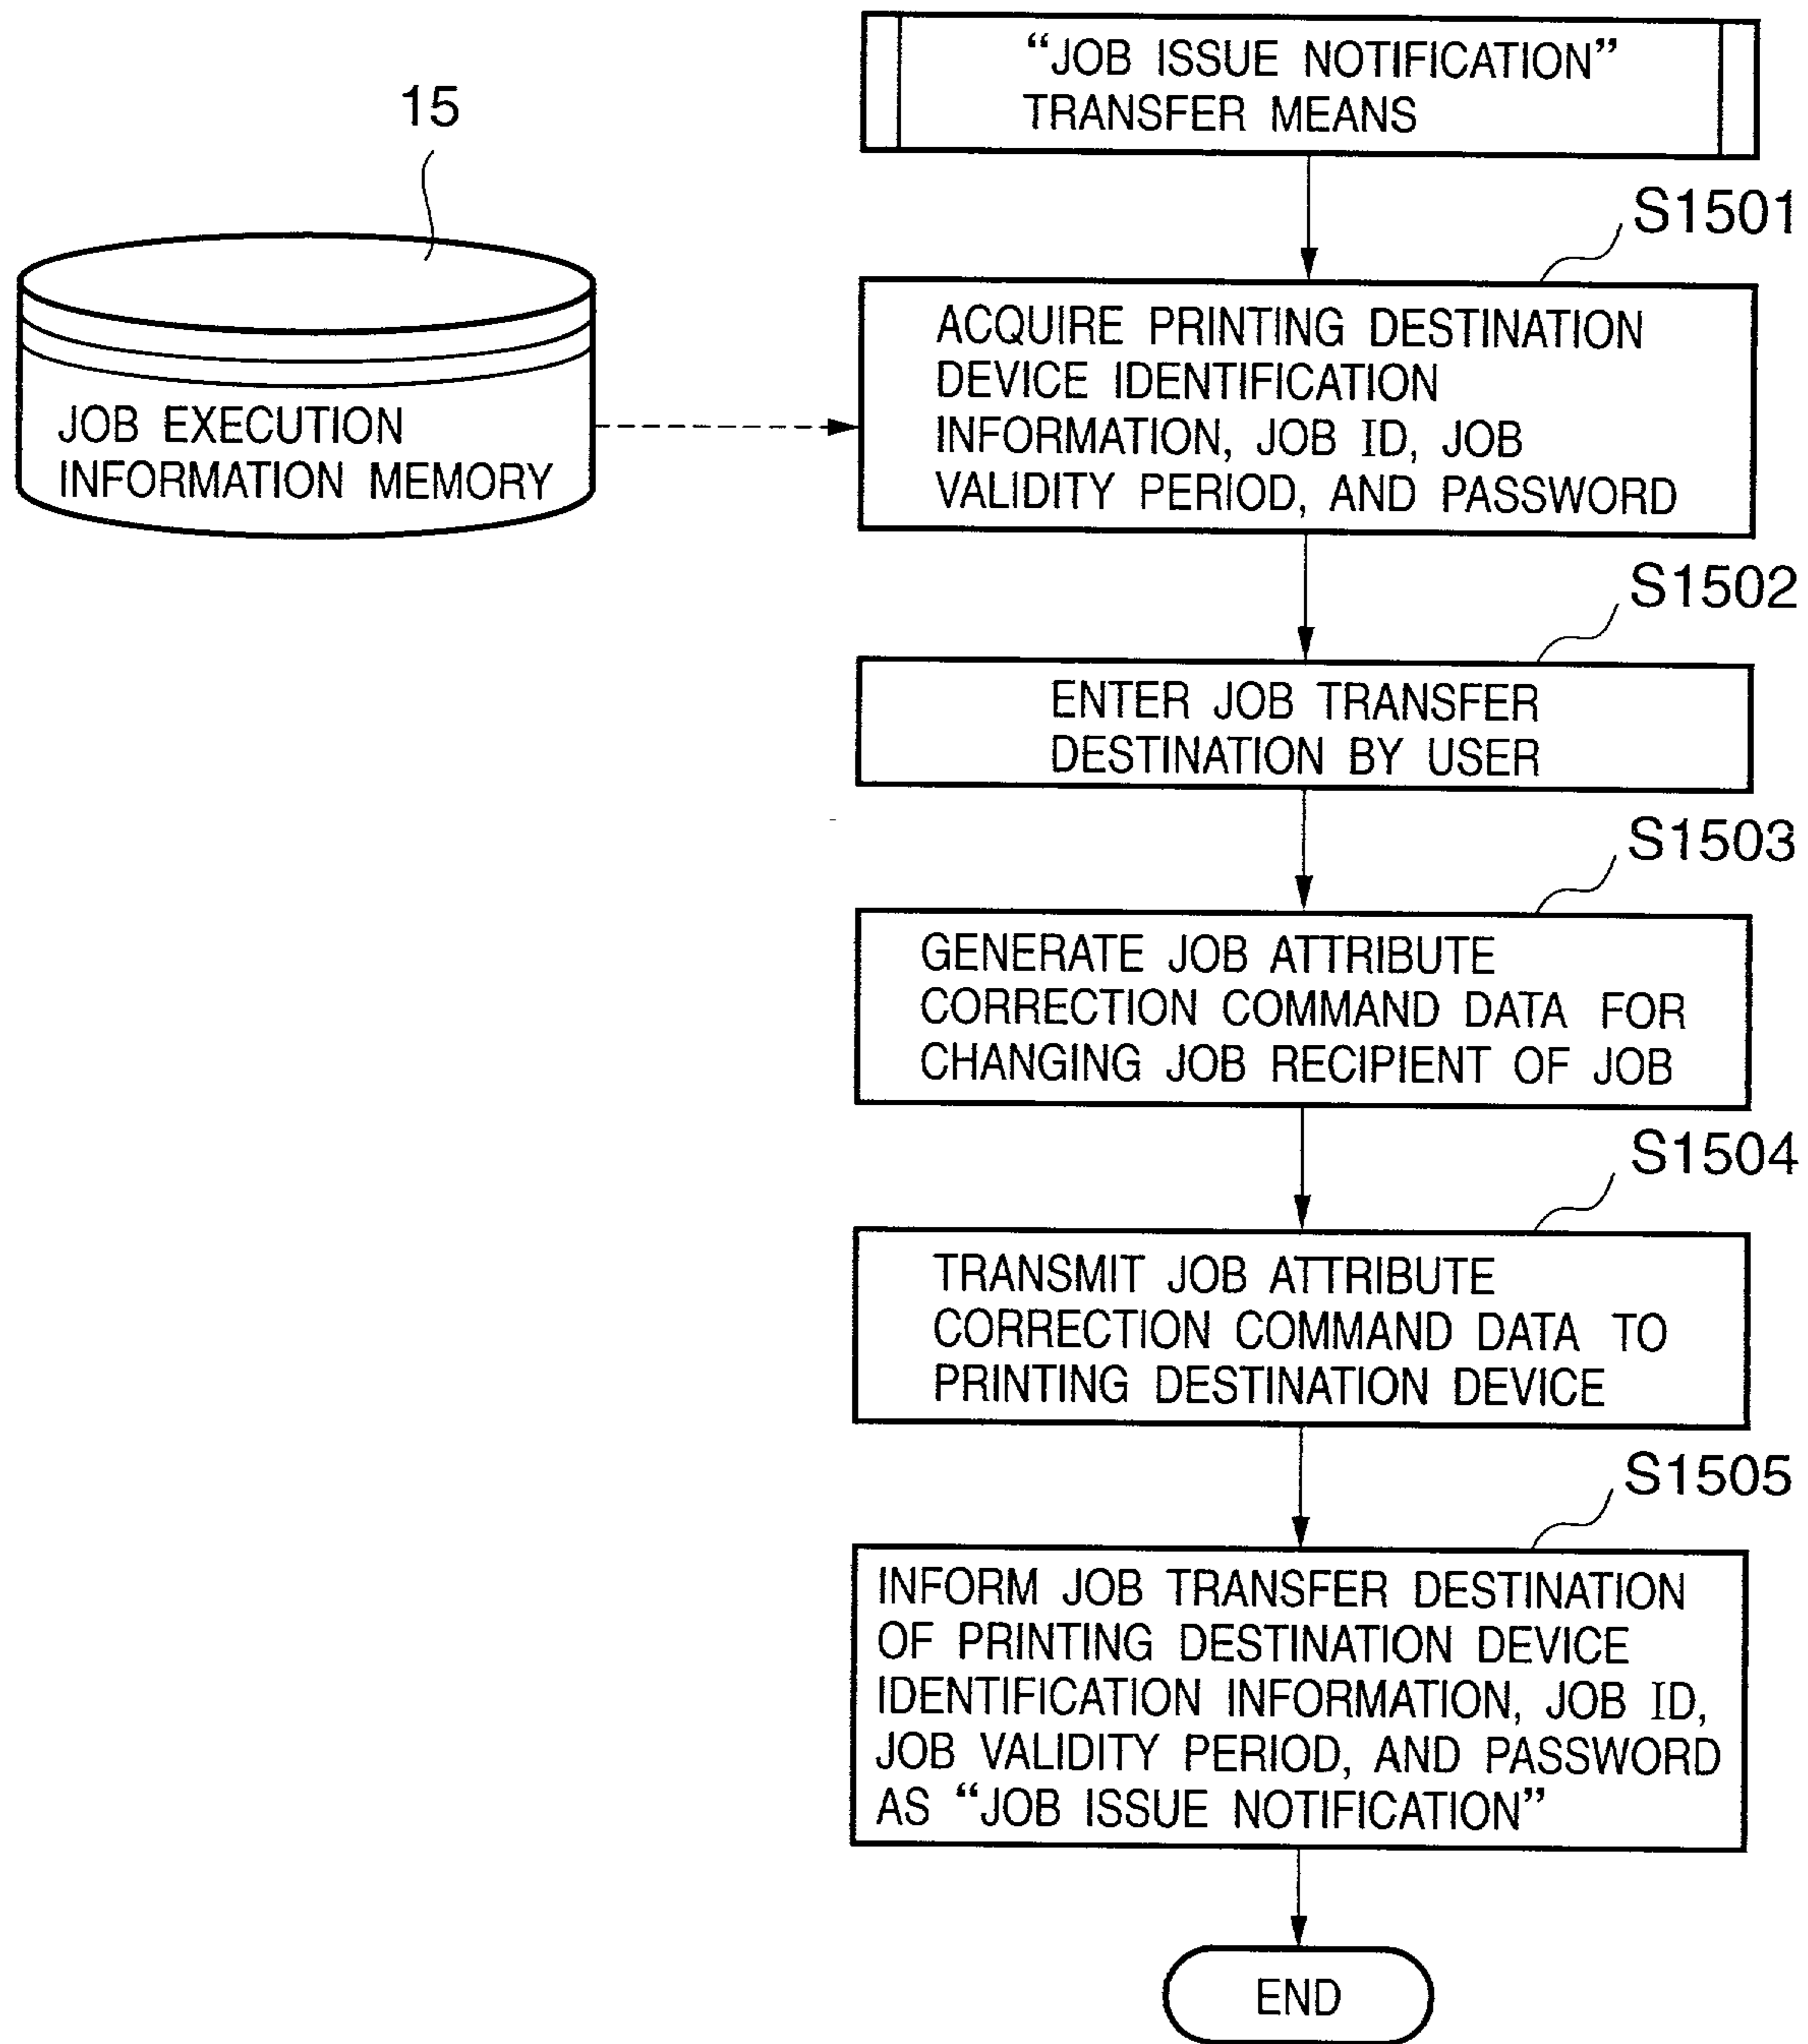 “JOB ISSUE NOTIFICATION”
TRANSFER MEANS
15
JOB EXECUTION
INFORMATION MEMORY
S1501
ACQUIRE PRINTING DESTINATION
DEVICE IDENTIFICATION
INFORMATION, JOB ID, JOB
VALIDITY PERIOD, AND PASSWORD
S1502
ENTER JOB TRANSFER
DESTINATION BY USER
S1503
GENERATE JOB ATTRIBUTE
CORRECTION COMMAND DATA FOR
CHANGING JOB RECIPIENT OF JOB
S1504
TRANSMIT JOB ATTRIBUTE
CORRECTION COMMAND DATA TO
PRINTING DESTINATION DEVICE
S1505
INFORM JOB TRANSFER DESTINATION
OF PRINTING DESTINATION DEVICE
IDENTIFICATION INFORMATION, JOB ID,
JOB VALIDITY PERIOD, AND PASSWORD
AS “JOB ISSUE NOTIFICATION”
END